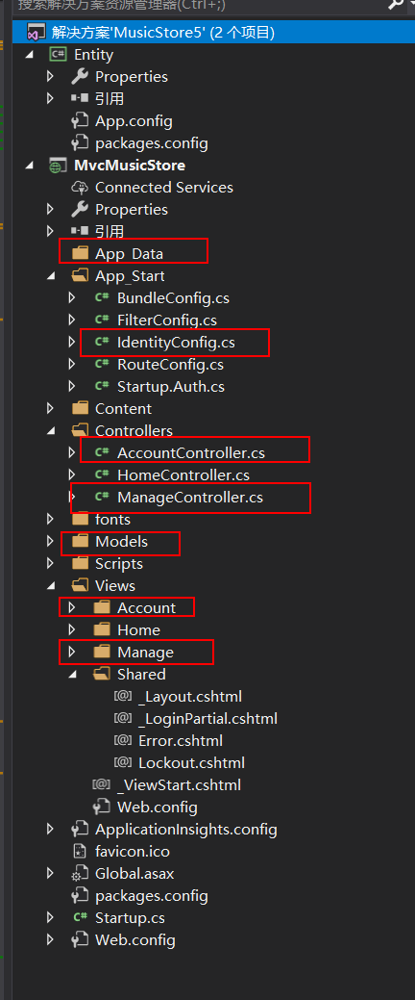 搜索解决方案资源管理器(Ctrl+;)
解决方案'MusicStore5' (2 个项目)
Entity
Properties
引用
App.config
packages.config
MvcMusicStore
Connected Services
Properties
引用
App_Data
App_Start
BundleConfig.cs
FilterConfig.cs
IdentityConfig.cs
RouteConfig.cs
Startup.Auth.cs
Content
Controllers
AccountController.cs
HomeController.cs
ManageController.cs
fonts
Models
Scripts
Views
Account
Home
Manage
Shared
_Layout.cshtml
_LoginPartial.cshtml
Error.cshtml
Lockout.cshtml
_ViewStart.cshtml
Web.config
ApplicationInsights.config
favicon.ico
Global.asax
packages.config
Startup.cs
Web.config